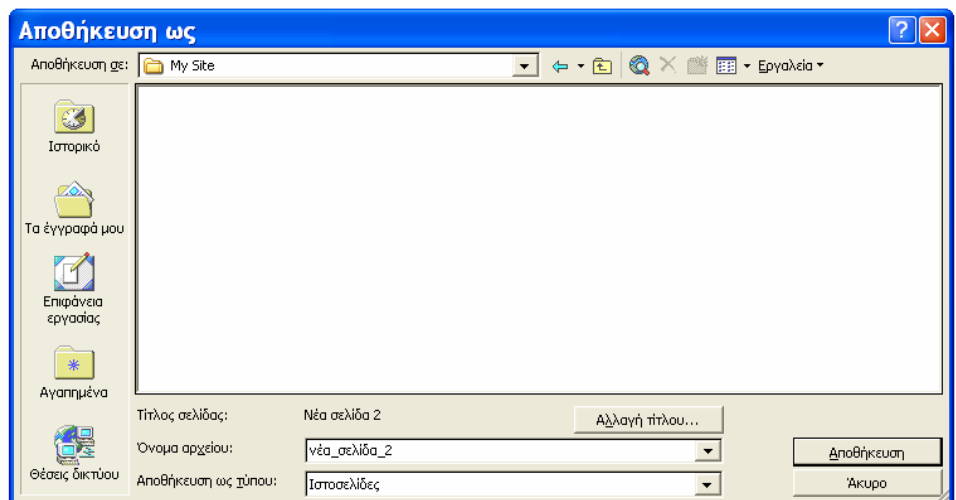 Αποθήκευση ως
Αποθήκευση σε: My Site Εργαλεία
Ιστορικό
Τα έγγραφά μου
Επιφάνεια
εργασίας
Αγαπημένα
Θέσεις δικτύου
Τίτλος σελίδας: Νέα σελίδα 2 Αλλαγή τίτλου...
Όνομα αρχείου: νέα_σελίδα_2 Αποθήκευση
Αποθήκευση ως τύπου: Ιστοσελίδες Άκυρο